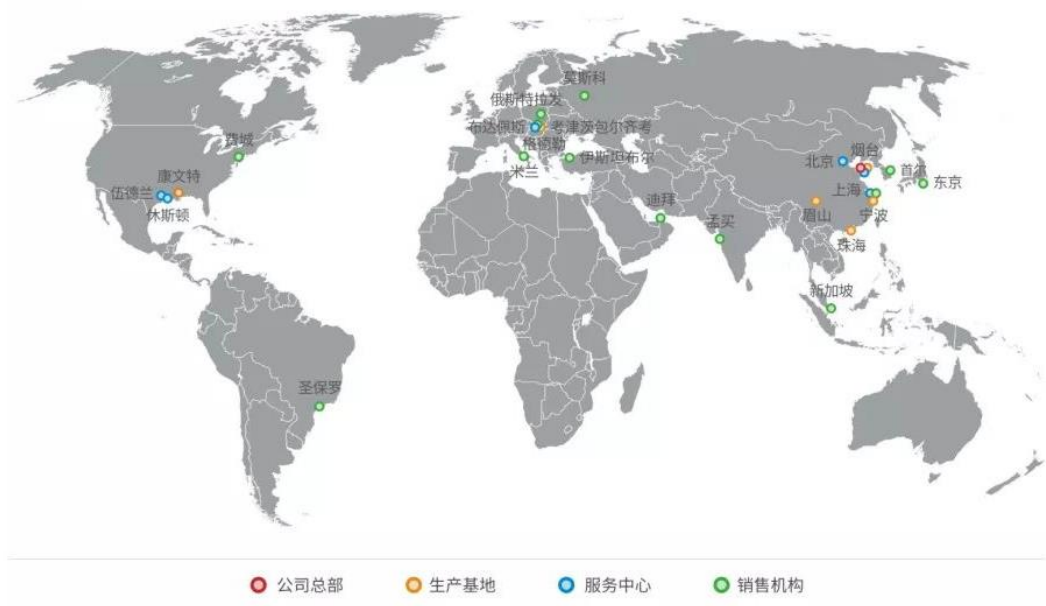 莫斯科
俄斯特拉发
布达佩斯
考津茨包尔齐考
格德勒
伊斯坦布尔
米兰
费城
康文特
伍德兰
休斯顿
烟台
北京
首尔
东京
上海
迪拜
孟买
眉山
宁波
珠海
新加坡
圣保罗
公司总部
生产基地
服务中心
销售机构